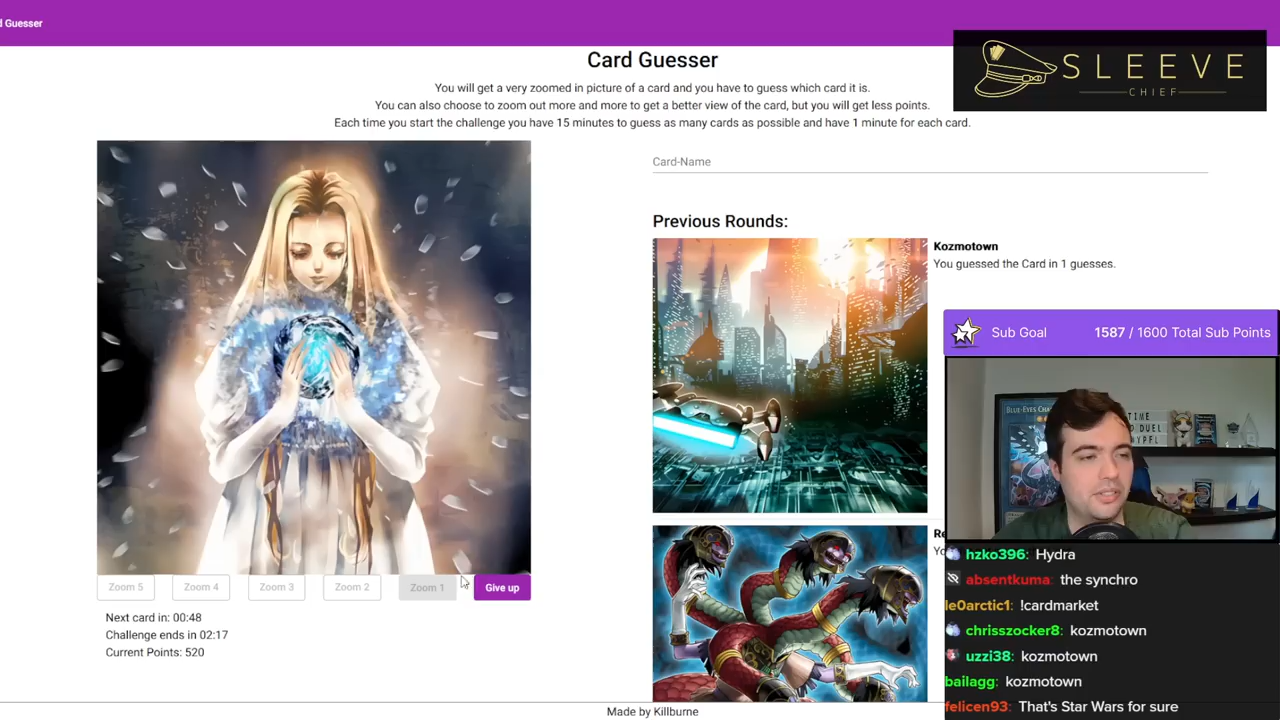 d Guesser
SLEEVE
CHIEF
Card Guesser
You will get a very zoomed in picture of a card and you have to guess which card it is.
You can also choose to zoom out more and more to get a better view of the card, but you will get less points.
Each time you start the challenge you have 15 minutes to guess as many cards as possible and have 1 minute for each card.
Card-Name
Previous Rounds:
Kozmotown
You guessed the Card in 1 guesses.
Re
Yo
Zoom 5
Zoom 4
Zoom 3
Zoom 2
Zoom 1
Give up
Next card in: 00:48
Challenge ends in 02:17
Current Points: 520
Made by Killburne
Sub Goal
1587 / 1600 Total Sub Points
TIME
DUEL
hzko396: Hydra
absentkuma: the synchro
le0arctic1: !cardmarket
chrisszocker8: kozmotown
uzzi38: kozmotown
bailagg: kozmotown
felicen93: That's Star Wars for sure